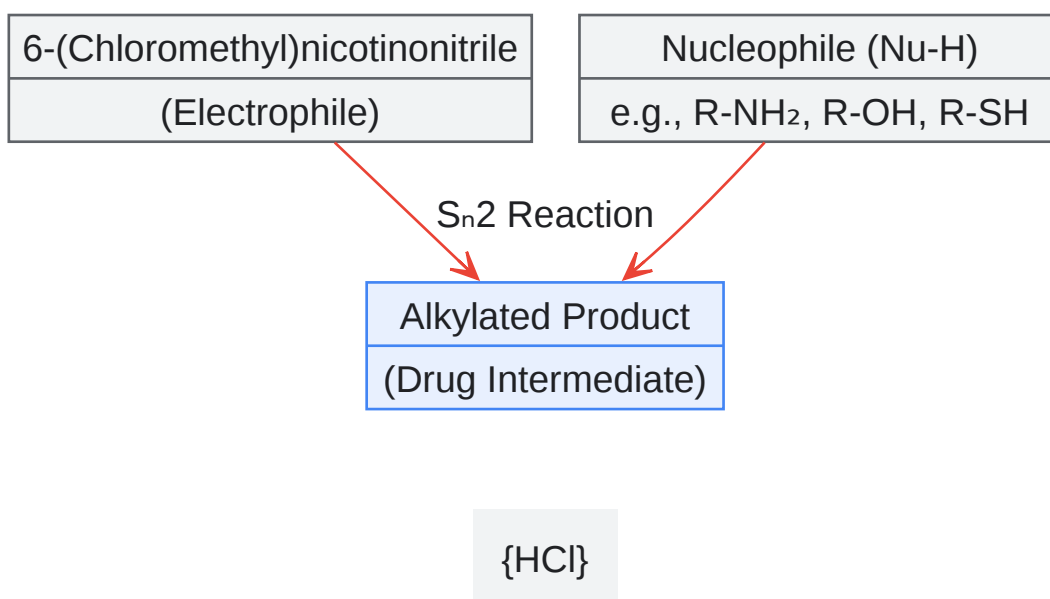 6-(Chloromethyl)nicotinonitrile
(Electrophile)
Nucleophile (Nu-H)
e.g., R-NH₂, R-OH, R-SH
Sₙ2 Reaction
Alkylated Product
(Drug Intermediate)
{HCl}